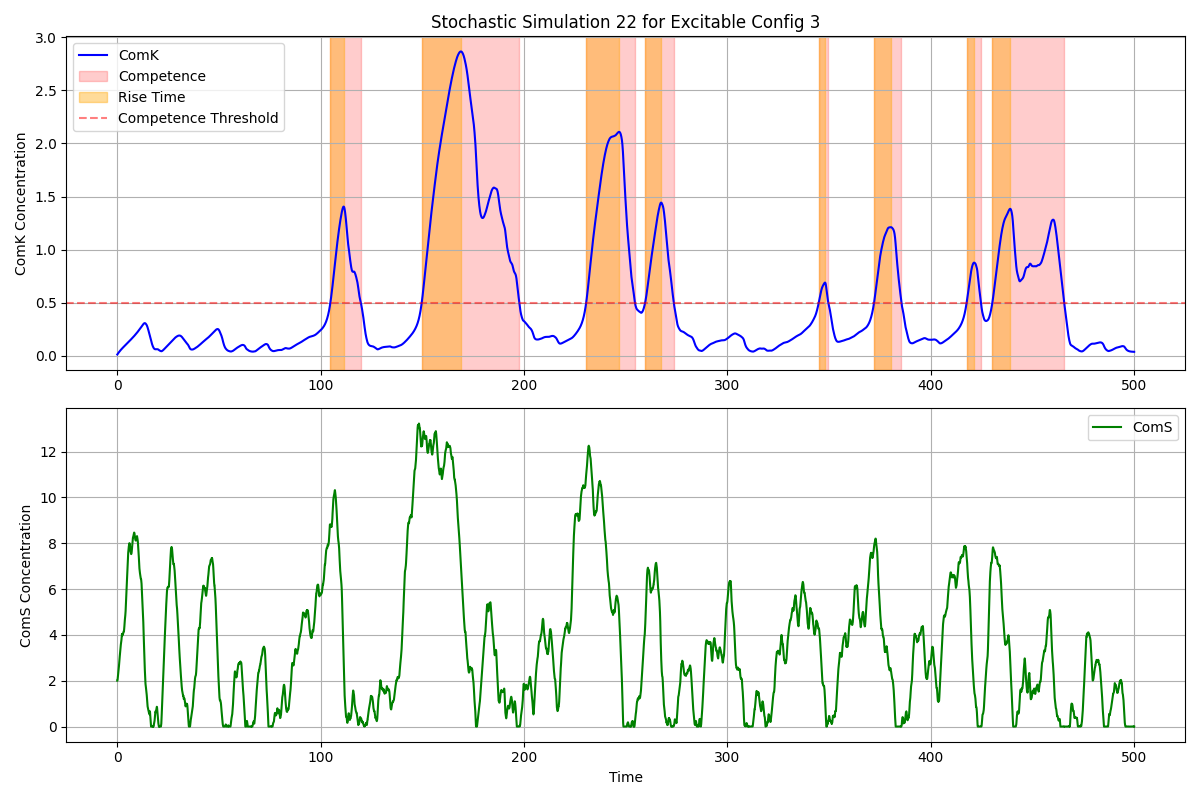 Stochastic Simulation 22 for Excitable Config 3
3.0
2.5
2.0
1.5
1.0
0.5
0.0
ComK Concentration
ComK
Competence
Rise Time
Competence Threshold
0 100 200 300 400 500
12
10
8
6
4
2
0
ComS Concentration
ComS
0 100 200 300 400 500
Time